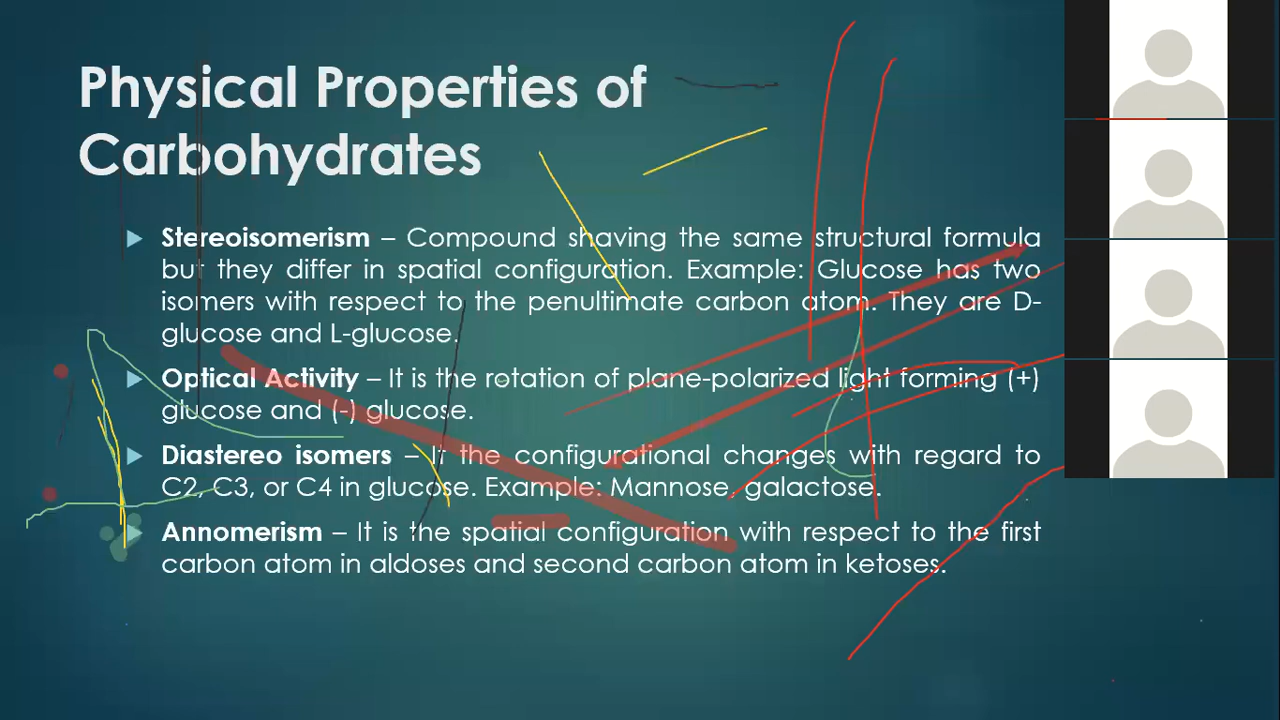 Physical Properties of
Carbohydrates
Stereoisomerism – Compound shaving the same structural formula
but they differ in spatial configuration. Example: Glucose has two
isomers with respect to the penultimate carbon atom. They are D-
glucose and L-glucose.
Optical Activity – It is the rotation of plane-polarized light forming (+)
glucose and (-) glucose.
Diastereo isomers – It the configurational changes with regard to
C2, C3, or C4 in glucose. Example: Mannose, galactose.
Annomerism – It is the spatial configuration with respect to the first
carbon atom in aldoses and second carbon atom in ketoses.